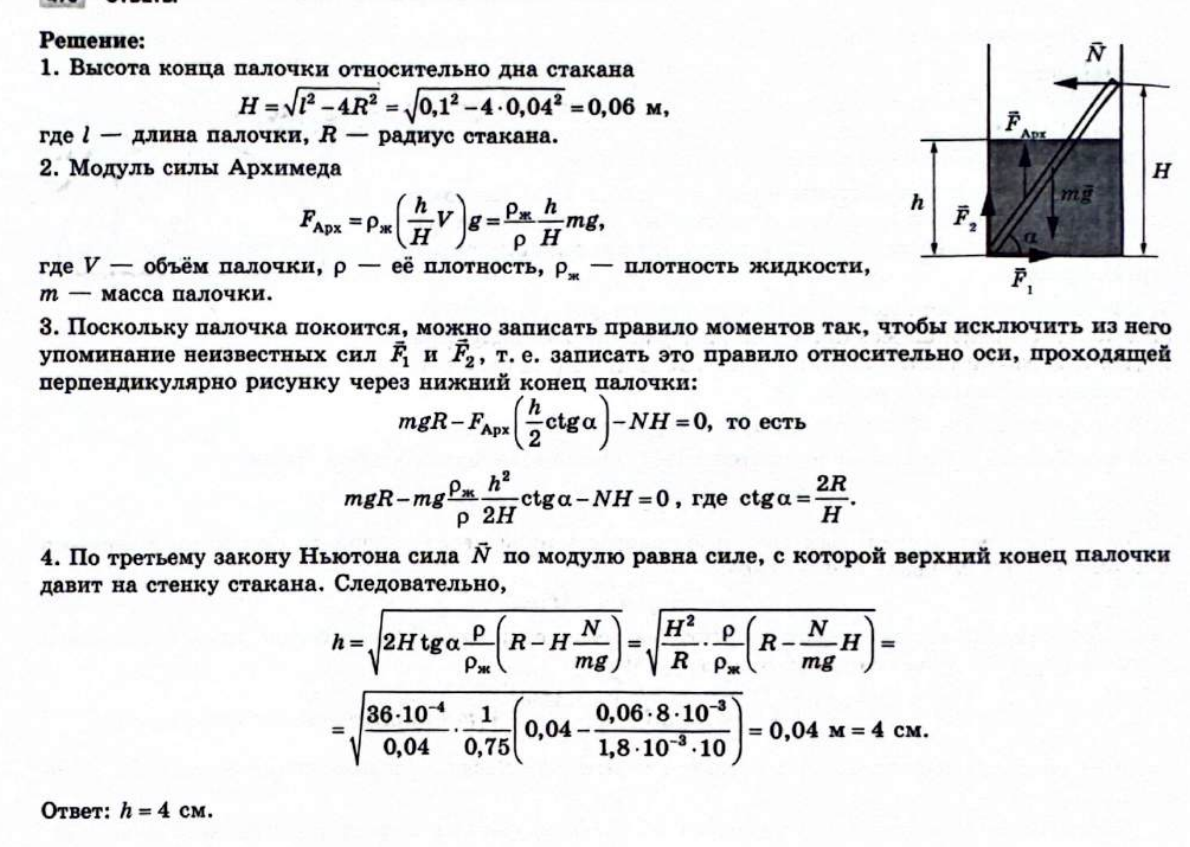 Решение:
1. Высота конца палочки относительно дна стакана
H = √(l² − 4R²) = √(0,1² − 4 · 0,04²) = 0,06 м,
где l — длина палочки, R — радиус стакана.
2. Модуль силы Архимеда
F_Арх = ρ_ж (h/H V) g = ρ_ж/ρ h/H mg,
где V — объём палочки, ρ — её плотность, ρ_ж — плотность жидкости,
m — масса палочки.
N⃗
F⃗_Арх
H
h
mg⃗
F⃗₂
α
F⃗₁
3. Поскольку палочка покоится, можно записать правило моментов так, чтобы исключить из него
упоминание неизвестных сил F⃗₁ и F⃗₂, т. е. записать это правило относительно оси, проходящей
перпендикулярно рисунку через нижний конец палочки:
mgR − F_Арх (h/2 ctg α) − NH = 0, то есть
mgR − mg ρ_ж/ρ h²/2H ctg α − NH = 0, где ctg α = 2R/H.
4. По третьему закону Ньютона сила N⃗ по модулю равна силе, с которой верхний конец палочки
давит на стенку стакана. Следовательно,
h = √(2H tg α ρ/ρ_ж (R − H N/mg)) = √(H²/R · ρ/ρ_ж (R − N/mg H)) =
= √(36·10⁻⁴/0,04 · 1/0,75 (0,04 − 0,06·8·10⁻³/1,8·10⁻³·10)) = 0,04 м = 4 см.
Ответ: h = 4 см.